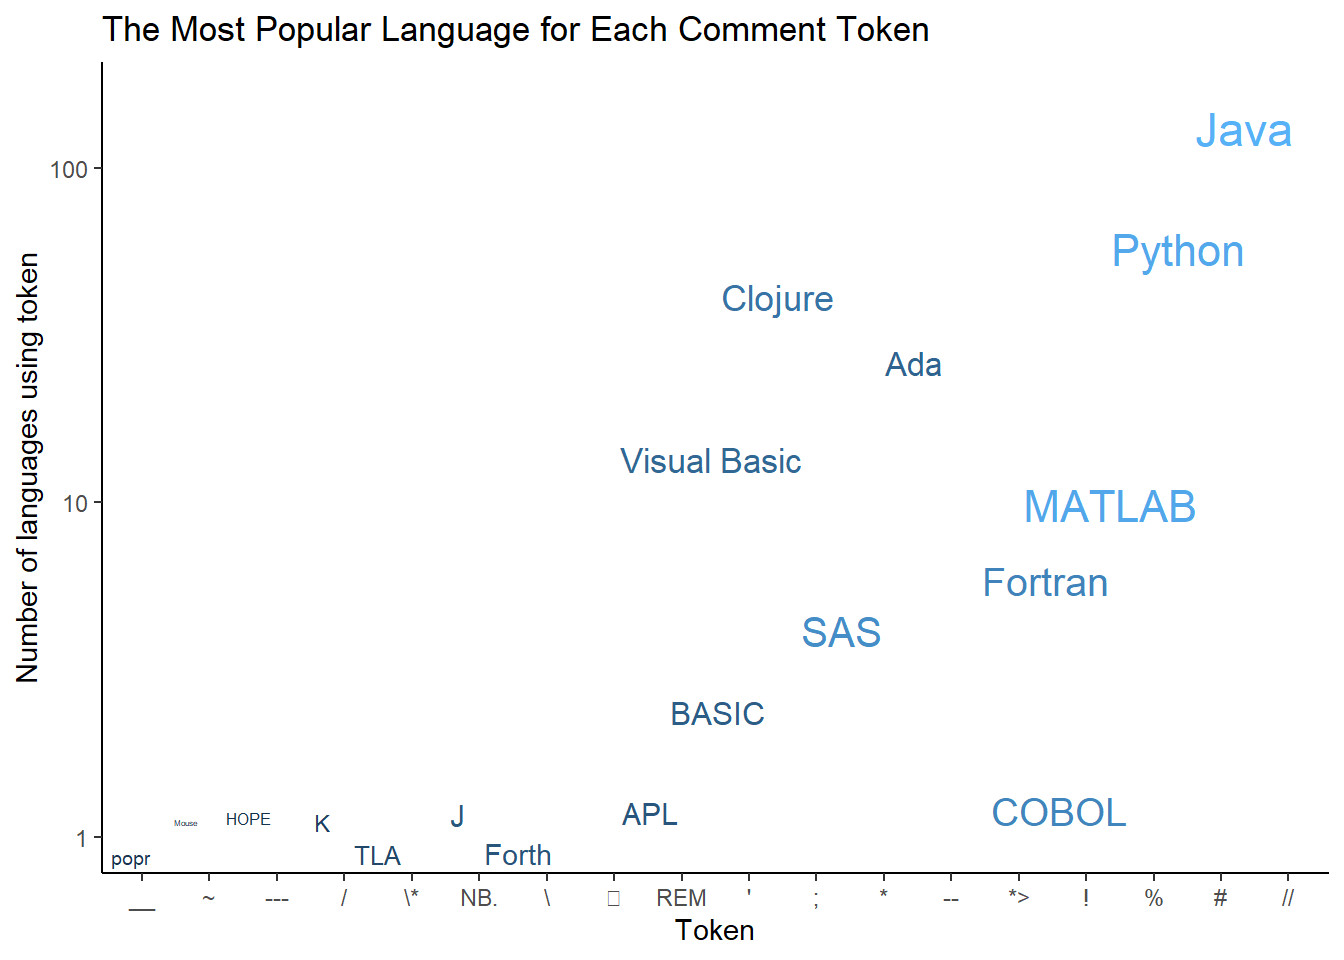 The Most Popular Language for Each Comment Token
Number of languages using token
100
10
1
Java
Python
Clojure
Ada
Visual Basic
MATLAB
Fortran
SAS
BASIC
APL
COBOL
J
K
HOPE
Mouse
popr
TLA
Forth
__ ~ --- / \* NB. \ REM ' ; * -- *> ! % # //
Token